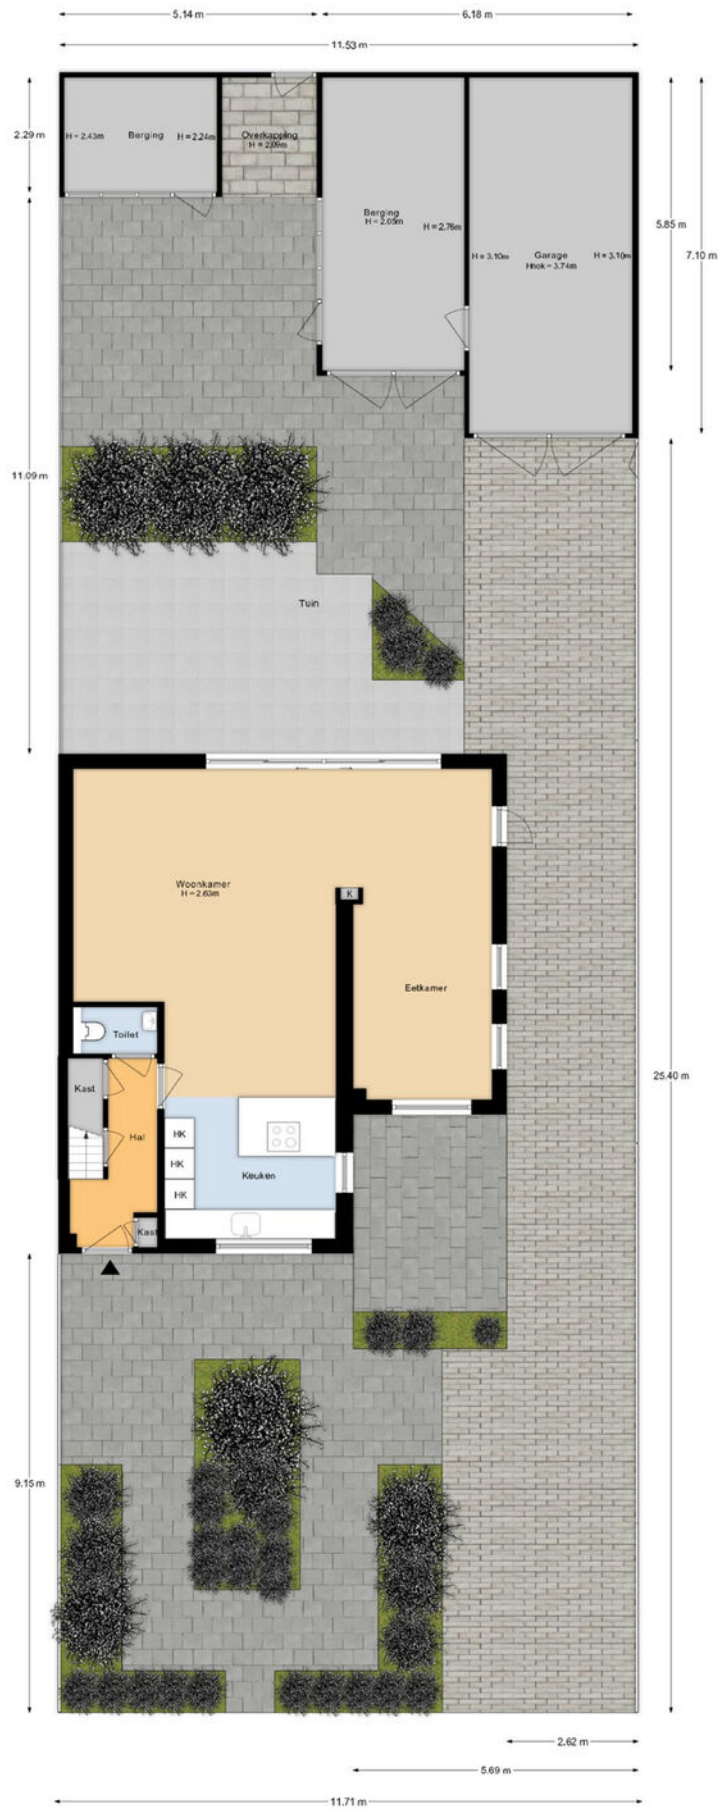 5.14 m
6.18 m
11.53 m
2.29 m
H = 2.43m
Berging
H = 2.24m
Overkapping
H = 2.09m
Berging
H = 2.05m
H = 2.76m
H = 3.10m
Garage
Hnok = 3.74m
H = 3.10m
5.85 m
7.10 m
11.09 m
Tuin
Woonkamer
H = 2.63m
K
Eetkamer
Toilet
Kast
Hal
HK
HK
HK
Keuken
Kast
25.40 m
9.15 m
2.62 m
5.69 m
11.71 m